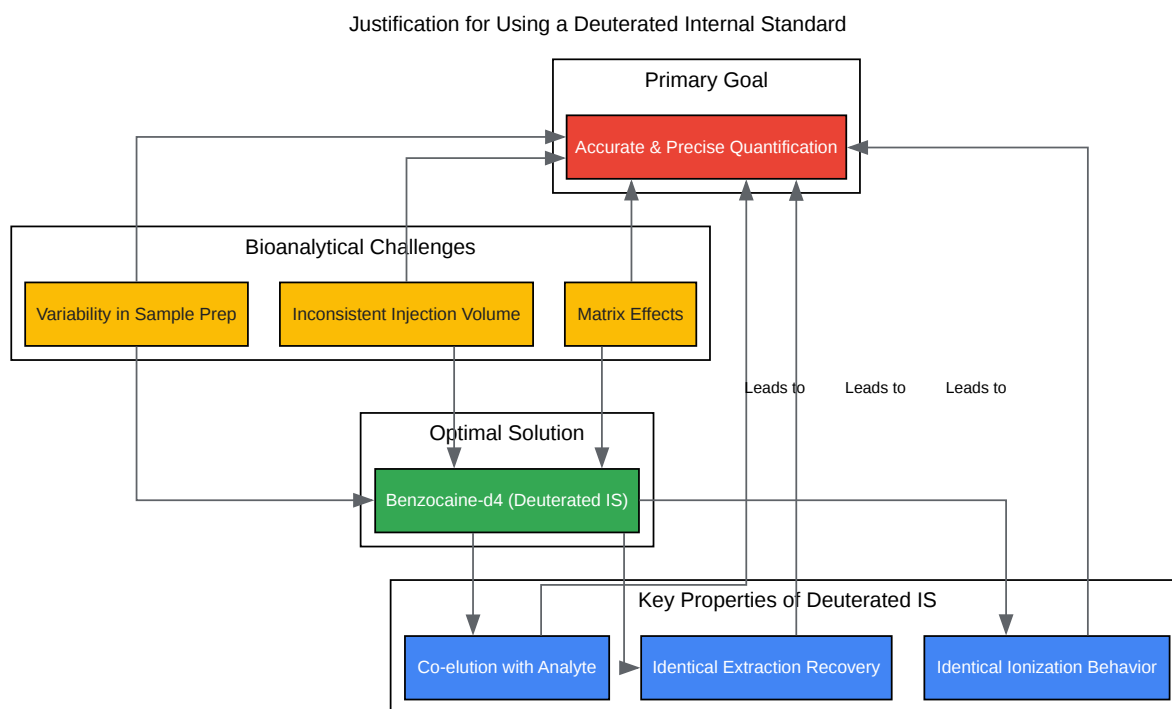 Justification for Using a Deuterated Internal Standard
Primary Goal
Accurate & Precise Quantification
Bioanalytical Challenges
Variability in Sample Prep
Inconsistent Injection Volume
Matrix Effects
Leads to
Leads to
Leads to
Optimal Solution
Benzocaine-d4 (Deuterated IS)
Key Properties of Deuterated IS
Co-elution with Analyte
Identical Extraction Recovery
Identical Ionization Behavior